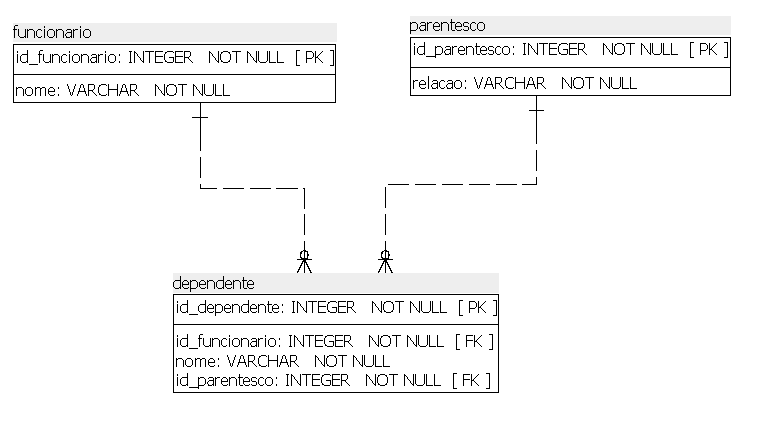 funcionario
id_funcionario: INTEGER NOT NULL [ PK ]
nome: VARCHAR NOT NULL
parentesco
id_parentesco: INTEGER NOT NULL [ PK ]
relacao: VARCHAR NOT NULL
dependente
id_dependente: INTEGER NOT NULL [ PK ]
id_funcionario: INTEGER NOT NULL [ FK ]
nome: VARCHAR NOT NULL
id_parentesco: INTEGER NOT NULL [ FK ]